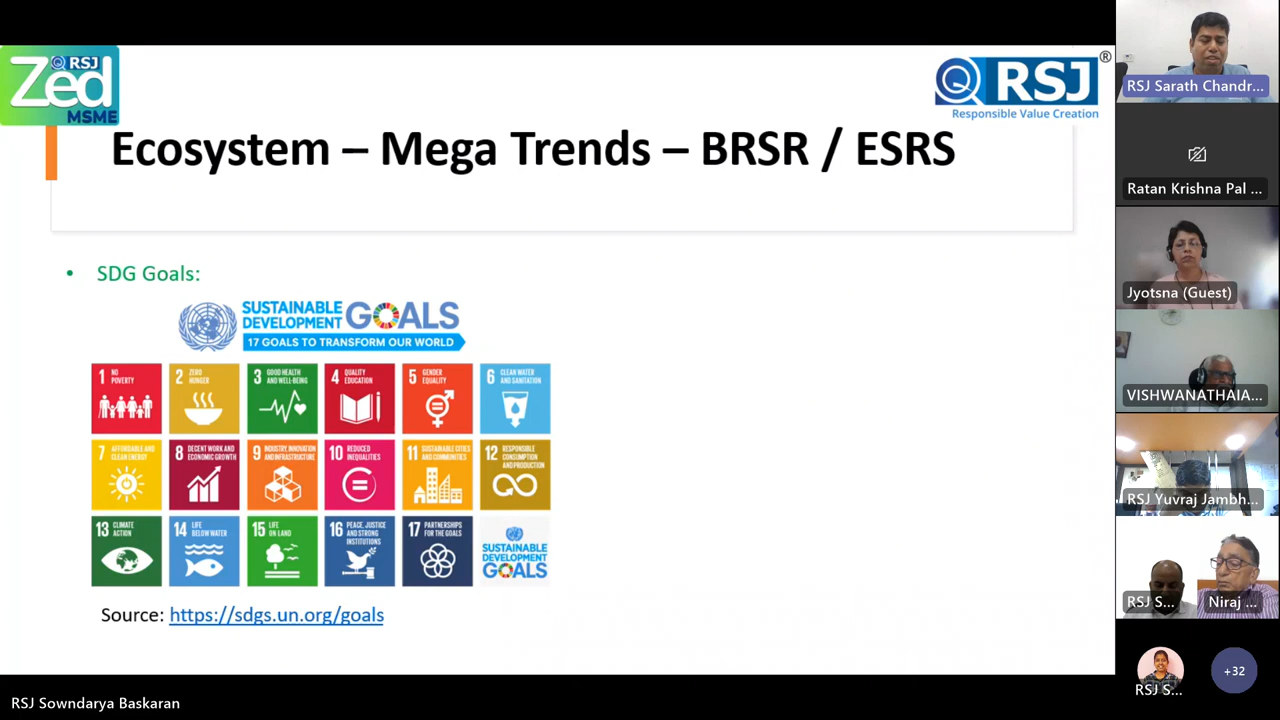 RSJ
Zed
MSME
RSJ
®
Responsible Value Creation
Ecosystem – Mega Trends – BRSR / ESRS
• SDG Goals:
SUSTAINABLE
DEVELOPMENT
GOALS
17 GOALS TO TRANSFORM OUR WORLD
1 NO
POVERTY
2 ZERO
HUNGER
3 GOOD HEALTH
AND WELL-BEING
4 QUALITY
EDUCATION
5 GENDER
EQUALITY
6 CLEAN WATER
AND SANITATION
7 AFFORDABLE AND
CLEAN ENERGY
8 DECENT WORK AND
ECONOMIC GROWTH
9 INDUSTRY, INNOVATION
AND INFRASTRUCTURE
10 REDUCED
INEQUALITIES
11 SUSTAINABLE CITIES
AND COMMUNITIES
12 RESPONSIBLE
CONSUMPTION
AND PRODUCTION
13 CLIMATE
ACTION
14 LIFE
BELOW WATER
15 LIFE
ON LAND
16 PEACE, JUSTICE
AND STRONG
INSTITUTIONS
17 PARTNERSHIPS
FOR THE GOALS
SUSTAINABLE
DEVELOPMENT
GOALS
Source: https://sdgs.un.org/goals
RSJ Sarath Chandr...
Ratan Krishna Pal ...
Jyotsna (Guest)
VISHWANATHAIA...
RSJ Yuvraj Jambh...
RSJ S...
Niraj ...
RSJ S...
+32
RSJ Sowndarya Baskaran